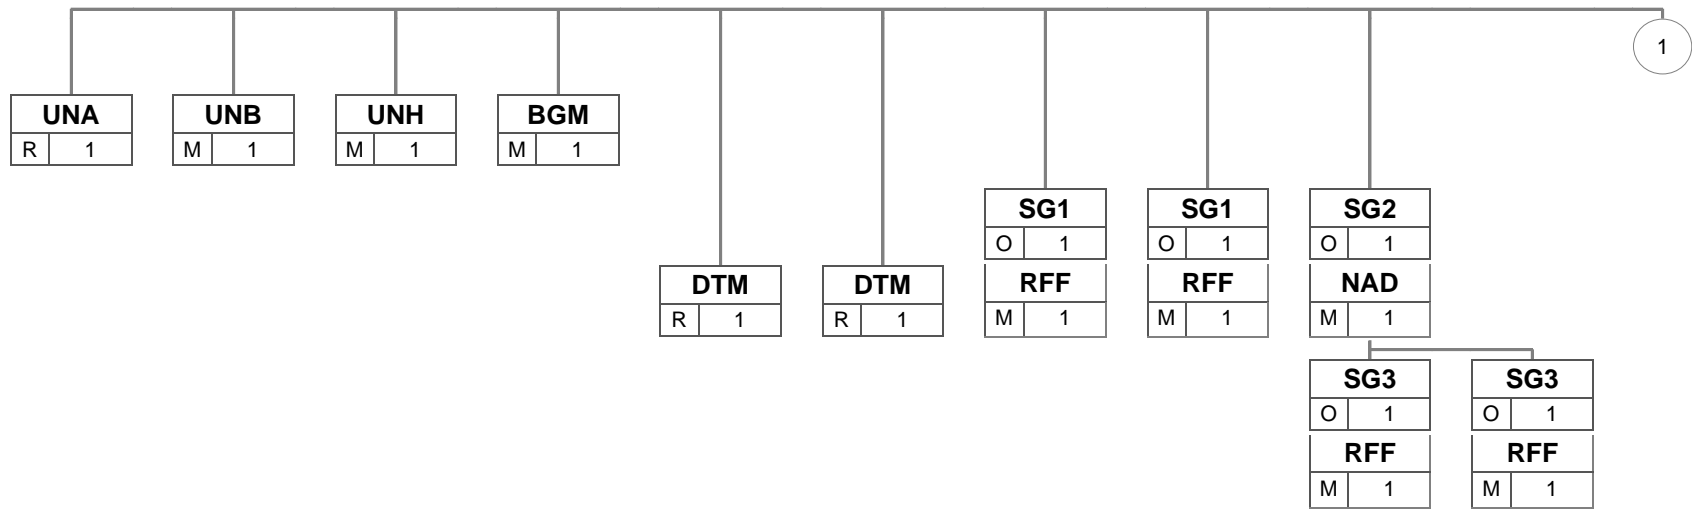 1
UNA UNB UNH BGM
R 1 M 1 M 1 M 1
SG1 SG1 SG2
O 1 O 1 O 1
DTM DTM RFF RFF NAD
R 1 R 1 M 1 M 1 M 1
SG3 SG3
O 1 O 1
RFF RFF
M 1 M 1